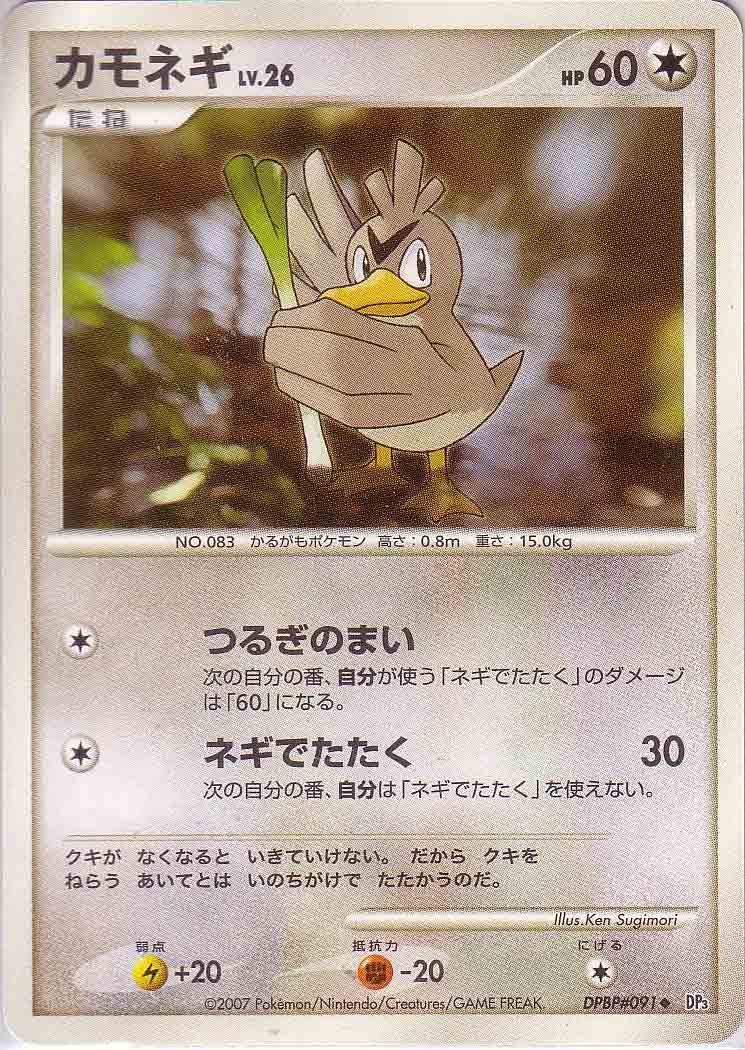 カモネギ LV.26 HP 60
たね
NO.083 かるがもポケモン 高さ：0.8m 重さ：15.0kg
つるぎのまい
次の自分の番、自分が使う「ネギでたたく」のダメージ
は「60」になる。
ネギでたたく 30
次の自分の番、自分は「ネギでたたく」を使えない。
クキが なくなると いきていけない。 だから クキを
ねらう あいてとは いのちがけで たたかうのだ。
Illus.Ken Sugimori
弱点 抵抗力 にげる
+20 -20
©2007 Pokémon/Nintendo/Creatures/GAME FREAK. DPBP#091◆ DP3